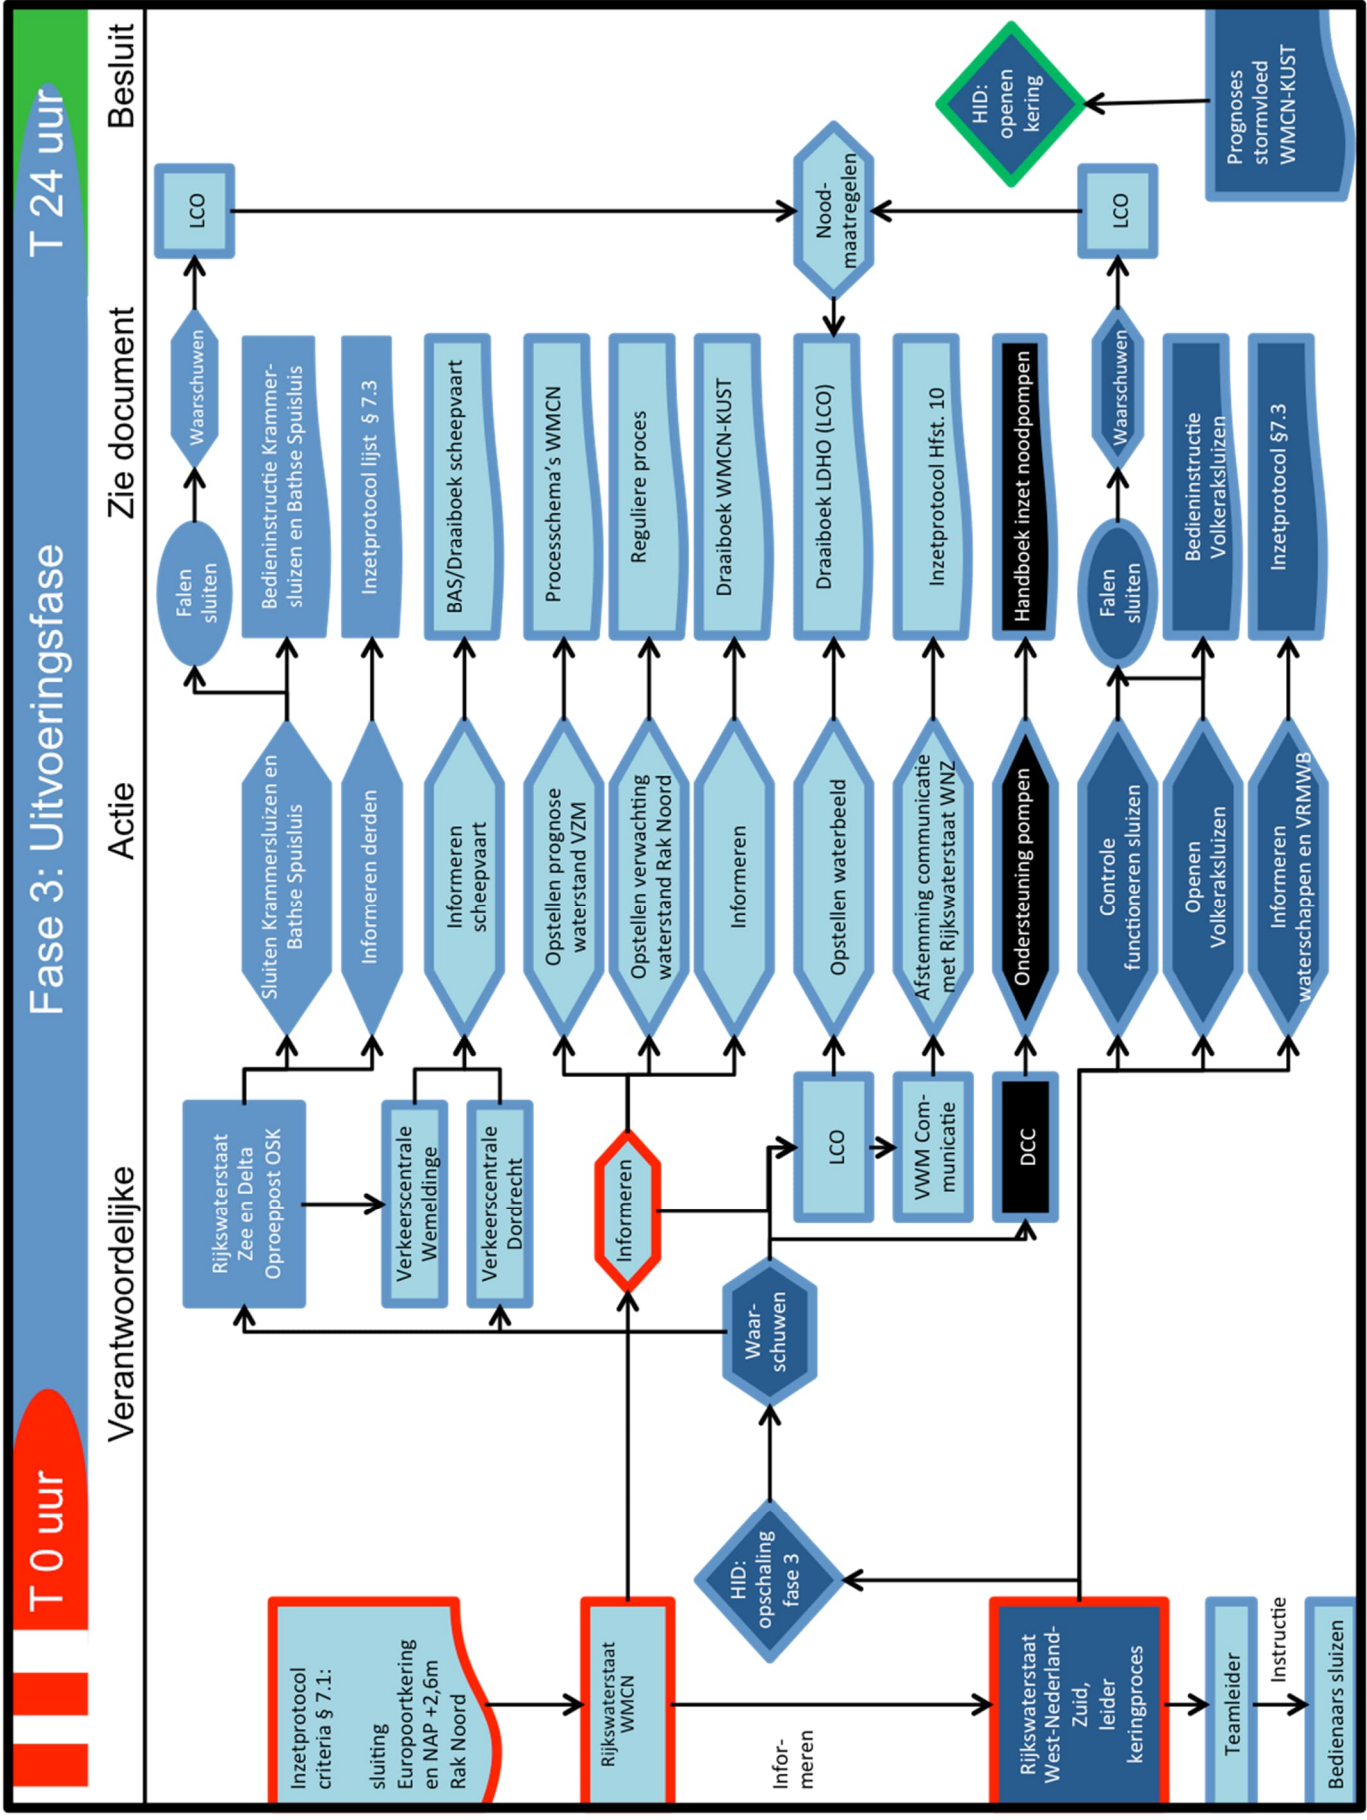 Fase 3: Uitvoeringsfase
T 0 uur
T 24 uur
Verantwoordelijke
Actie
Zie document
Besluit
Inzetprotocol
criteria § 7.1:
sluiting
Europoortkering
en NAP +2,6m
Rak Noord
Rijkswaterstaat
WMCN
Infor-
meren
Rijkswaterstaat
West-Nederland-
Zuid,
leider
keringproces
Teamleider
Instructie
Bedienaars sluizen
HID:
opschaling
fase 3
Waar-
schuwen
Rijkswaterstaat
Zee en Delta
Oproeppost OSK
Verkeerscentrale
Wemeldinge
Verkeerscentrale
Dordrecht
Informeren
LCO
VWM Com-
municatie
DCC
Sluiten Krammersluizen en
Bathse Spuisluis
Informeren derden
Informeren
scheepvaart
Opstellen prognose
waterstand VZM
Opstellen verwachting
waterstand Rak Noord
Informeren
Opstellen waterbeeld
Afstemming communicatie
met Rijkswaterstaat WNZ
Ondersteuning pompen
Controle
functioneren sluizen
Openen
Volkeraksluizen
Informeren
waterschappen en VRMWB
Falen
sluiten
Waarschuwen
LCO
Bedieninstructie Krammer-
sluizen en Bathse Spuisluis
Inzetprotocol lijst § 7.3
BAS/Draaiboek scheepvaart
Processchema's WMCN
Reguliere proces
Draaiboek WMCN-KUST
Draaiboek LDHO (LCO)
Inzetprotocol Hfst. 10
Handboek inzet noodpompen
Falen
sluiten
Waarschuwen
LCO
Bedieninstructie
Volkeraksluizen
Inzetprotocol §7.3
Nood-
maatregelen
HID:
openen
kering
Prognoses
stormvloed
WMCN-KUST